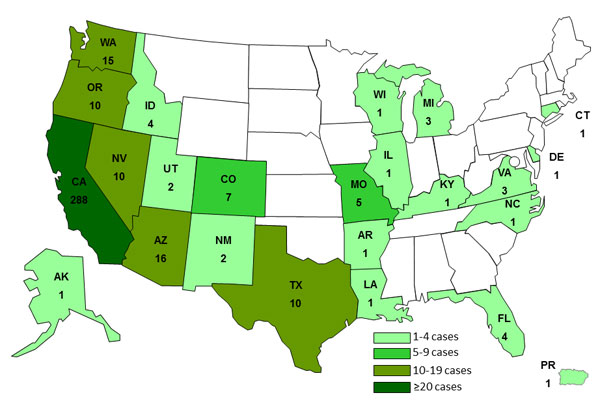 WA
15
OR
10
ID
4
CA
288
NV
10
UT
2
CO
7
AZ
16
NM
2
TX
10
AK
1
WI
1
MI
3
IL
1
MO
5
KY
1
VA
3
NC
1
AR
1
LA
1
FL
4
CT
1
DE
1
PR
1
1-4 cases
5-9 cases
10-19 cases
≥20 cases